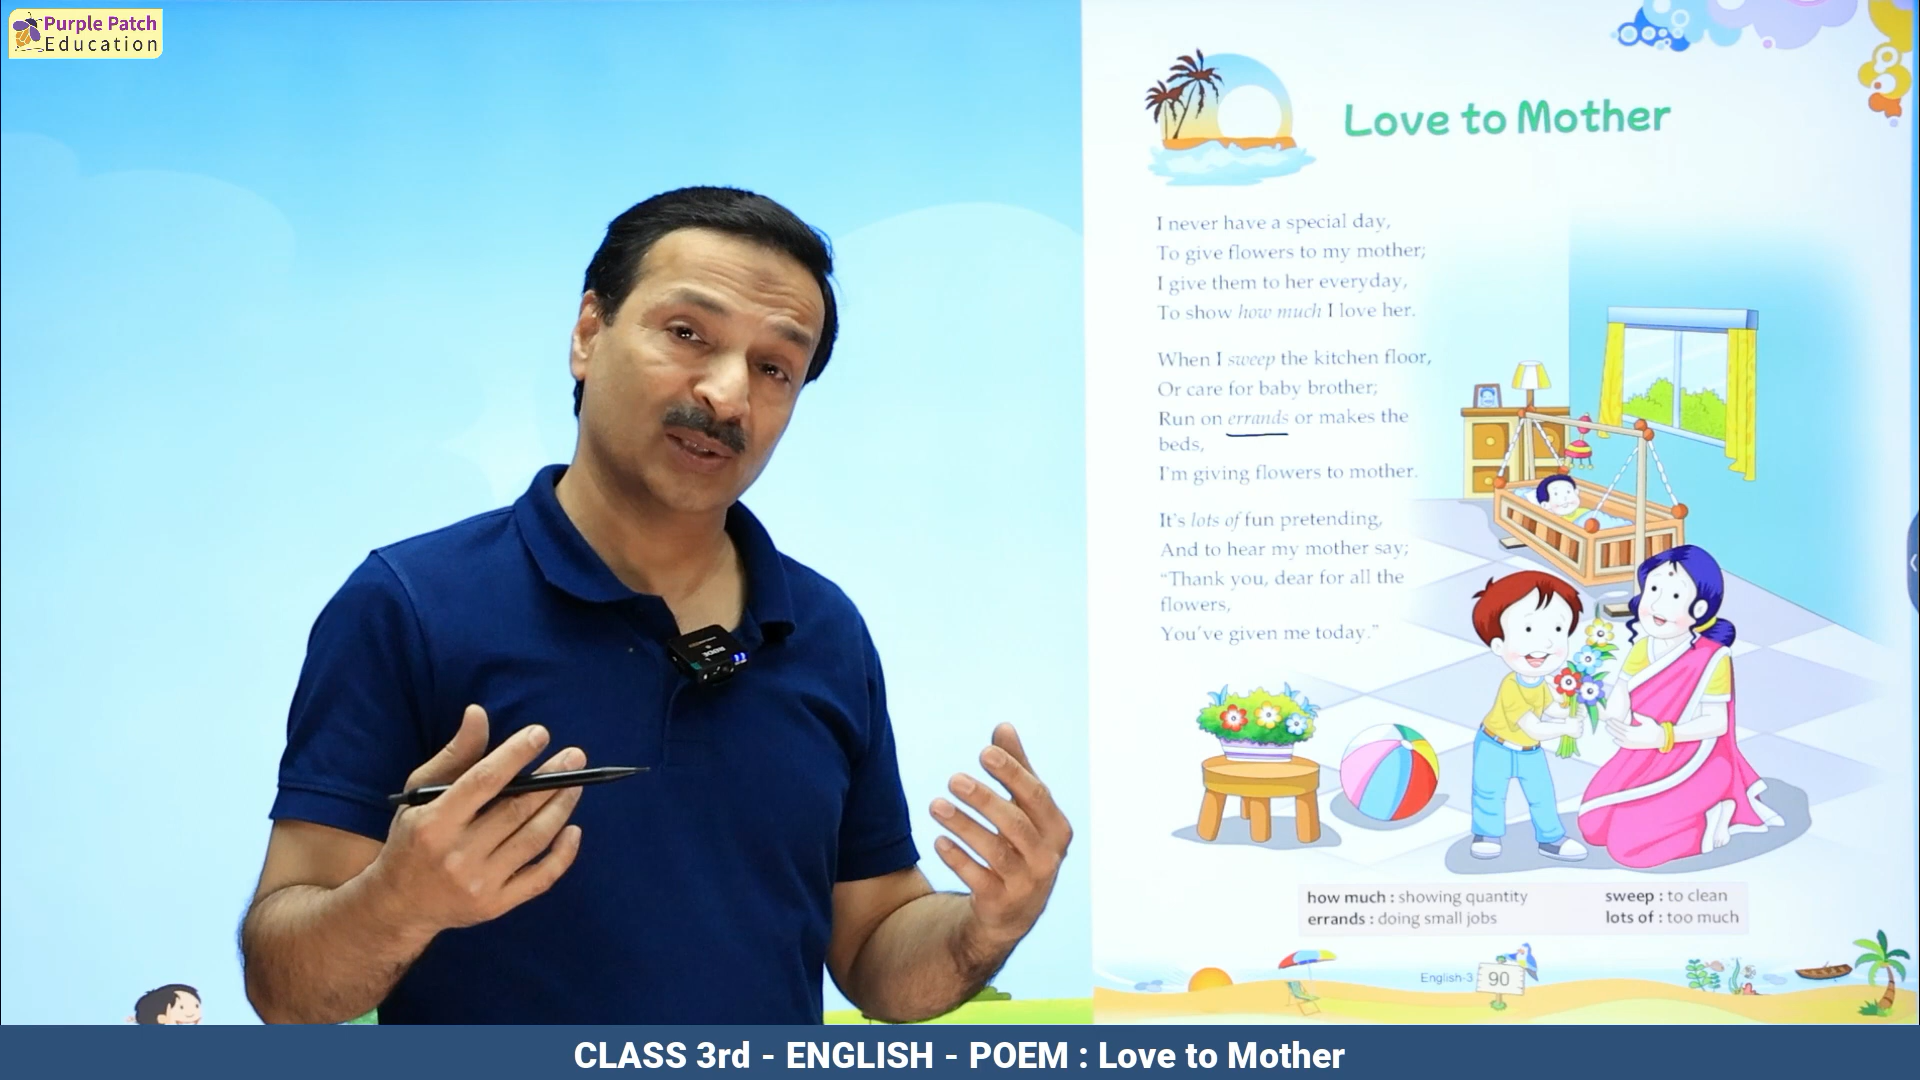 Purple Patch
Education
Love to Mother
I never have a special day,
To give flowers to my mother;
I give them to her everyday,
To show how much I love her.
When I sweep the kitchen floor,
Or care for baby brother;
Run on errands or makes the
beds,
I'm giving flowers to mother.
It's lots of fun pretending,
And to hear my mother say;
“Thank you, dear for all the
flowers,
You've given me today.”
how much : showing quantity
sweep : to clean
errands : doing small jobs
lots of : too much
English-3
90
RØDE
CLASS 3rd - ENGLISH - POEM : Love to Mother